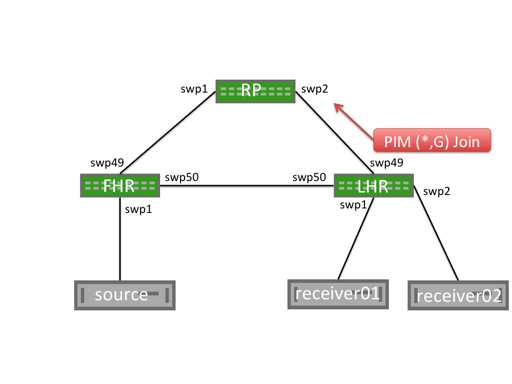 swp1
RP
swp2
PIM (*,G) Join
swp49
swp49
FHR
swp50
swp50
LHR
swp1
swp1
swp2
source
receiver01
receiver02